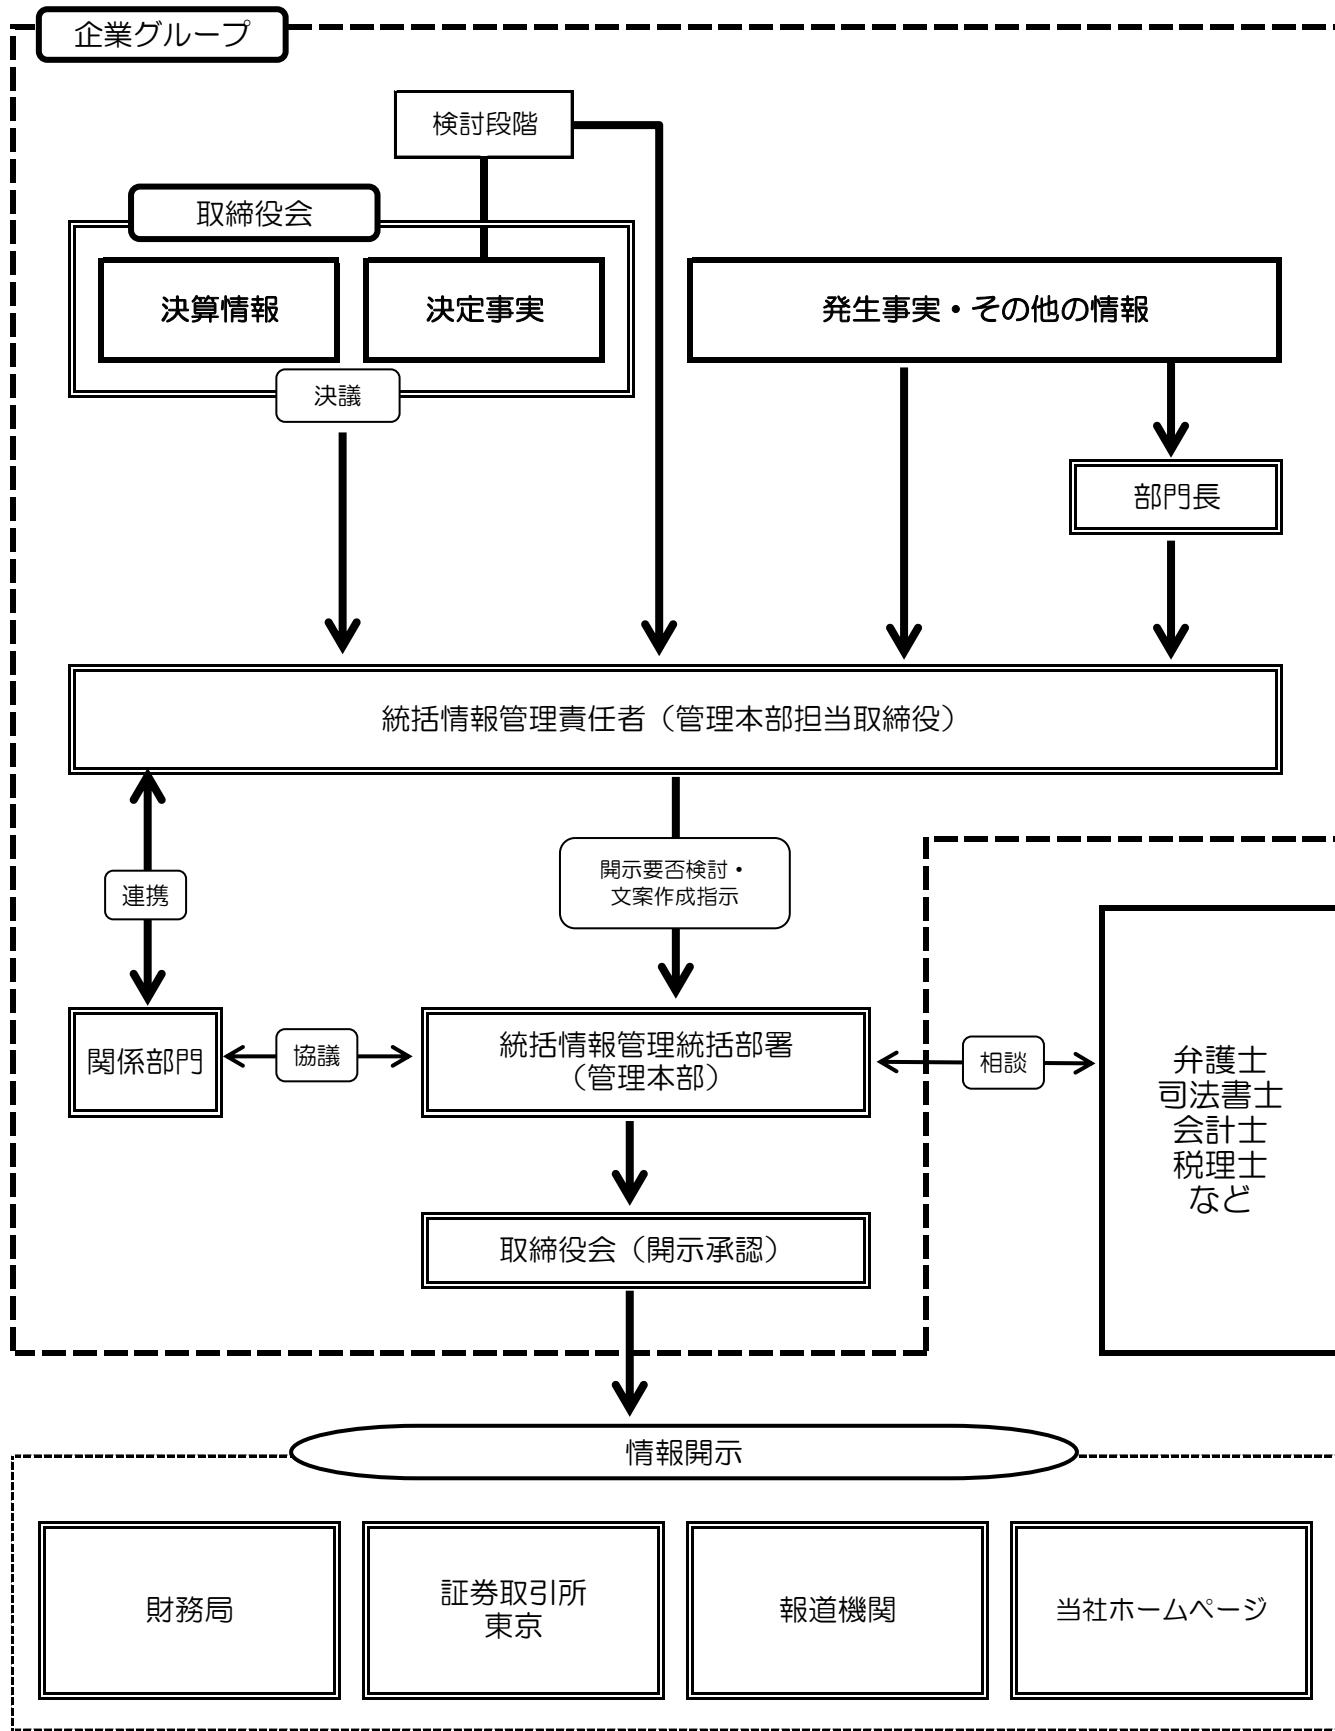 企業グループ
検討段階
取締役会
決算情報
決定事実
発生事実・その他の情報
決議
部門長
統括情報管理責任者（管理本部担当取締役）
開示要否検討・
文案作成指示
連携
関係部門
協議
統括情報管理統括部署
（管理本部）
相談
弁護士
司法書士
会計士
税理士
など
取締役会（開示承認）
情報開示
財務局
証券取引所
東京
報道機関
当社ホームページ